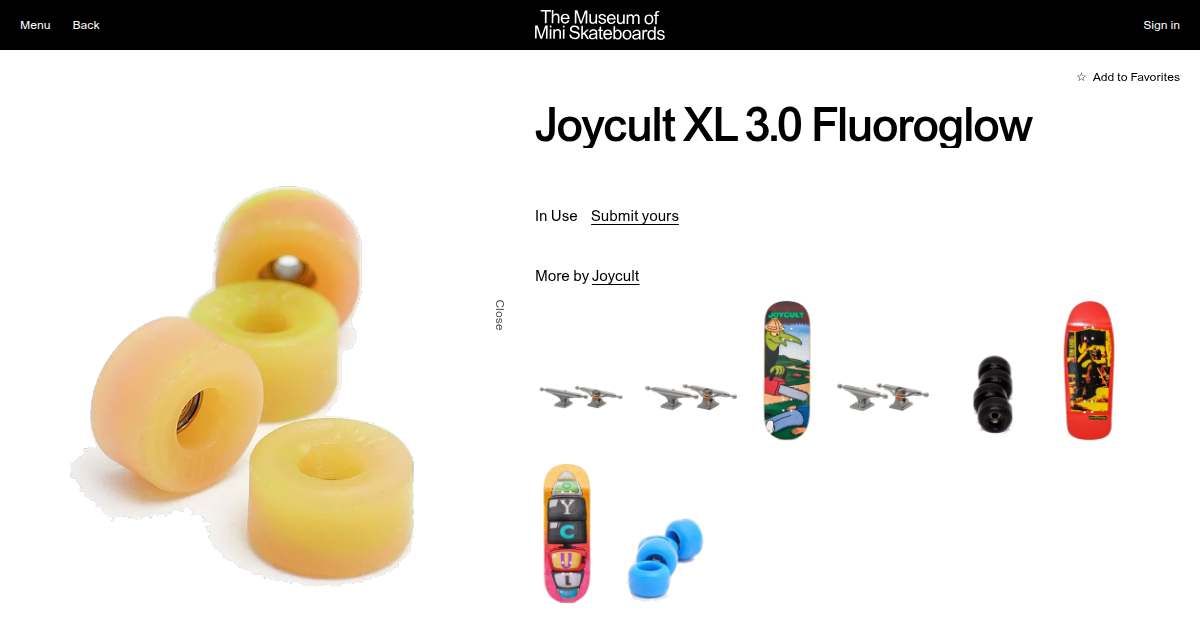 Menu
Back
The Museum of
Mini Skateboards
Sign in
☆ Add to Favorites
Joycult XL 3.0 Fluoroglow
In Use
Submit yours
More by Joycult
Close
JOYCULT